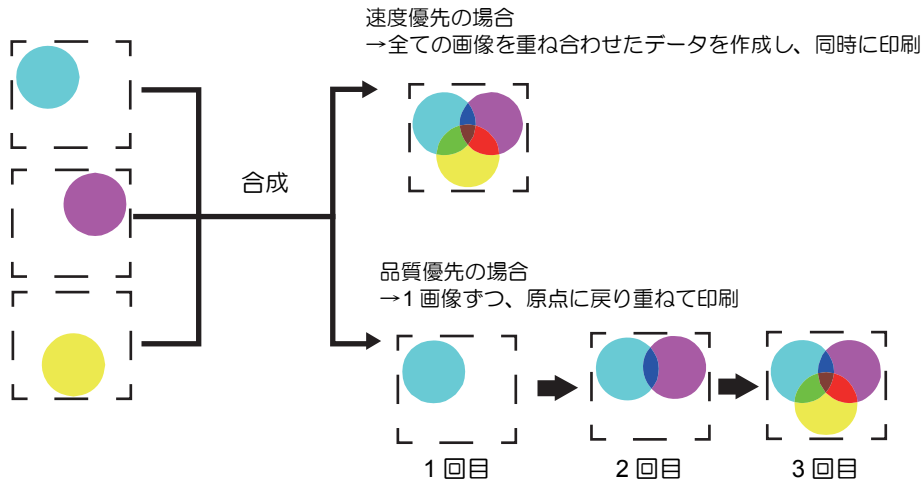 速度優先の場合
→全ての画像を重ね合わせたデータを作成し、同時に印刷
合成
品質優先の場合
→1 画像ずつ、原点に戻り重ねて印刷
1 回目
2 回目
3 回目